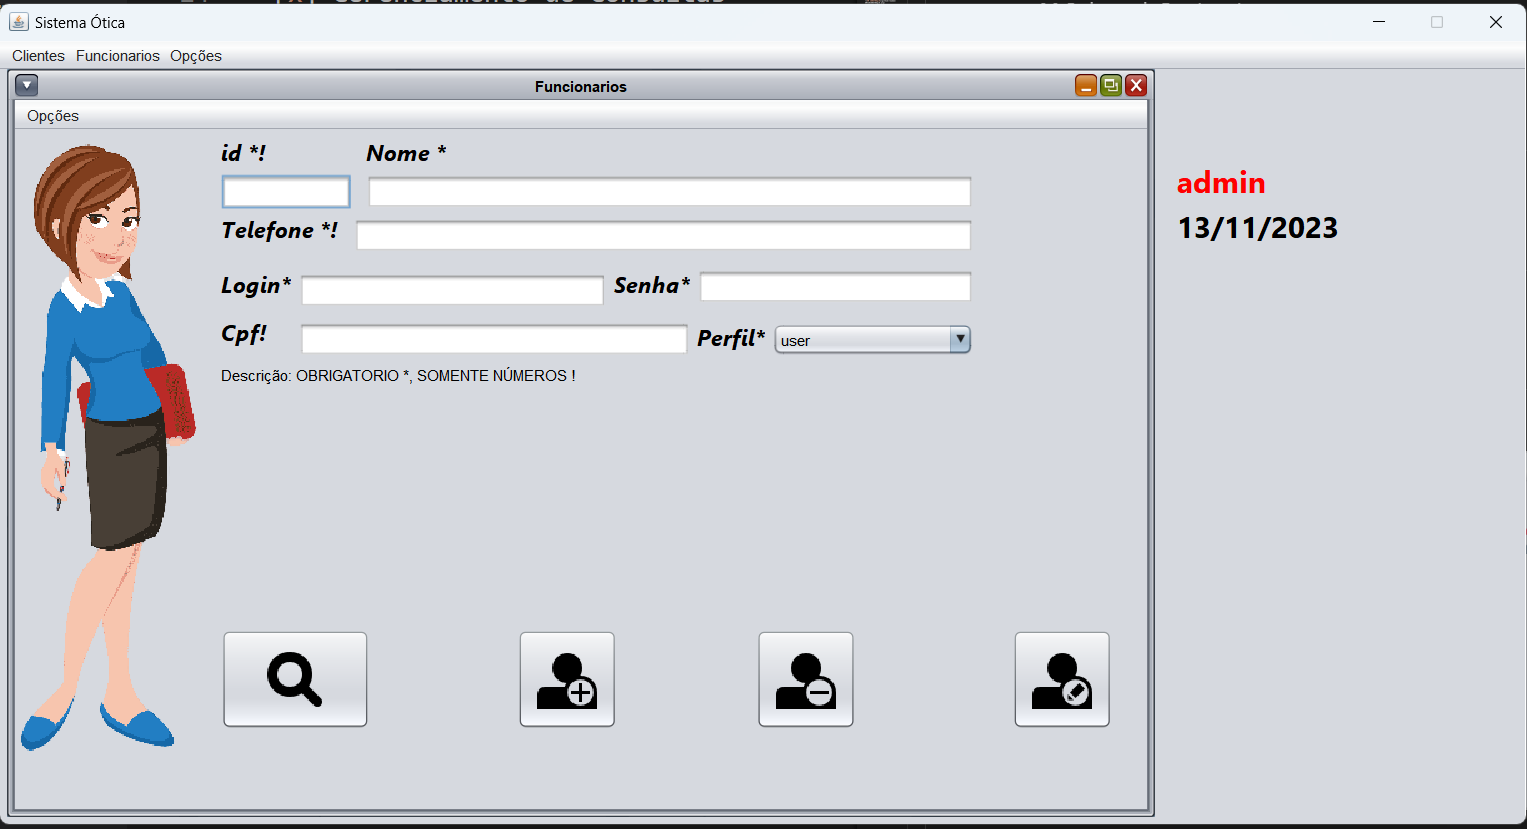 Sistema Ótica
Clientes Funcionarios Opções
Funcionarios
Opções
id *! Nome *
Telefone *!
Login* Senha*
Cpf! Perfil* user
Descrição: OBRIGATORIO *, SOMENTE NÚMEROS !
admin
13/11/2023